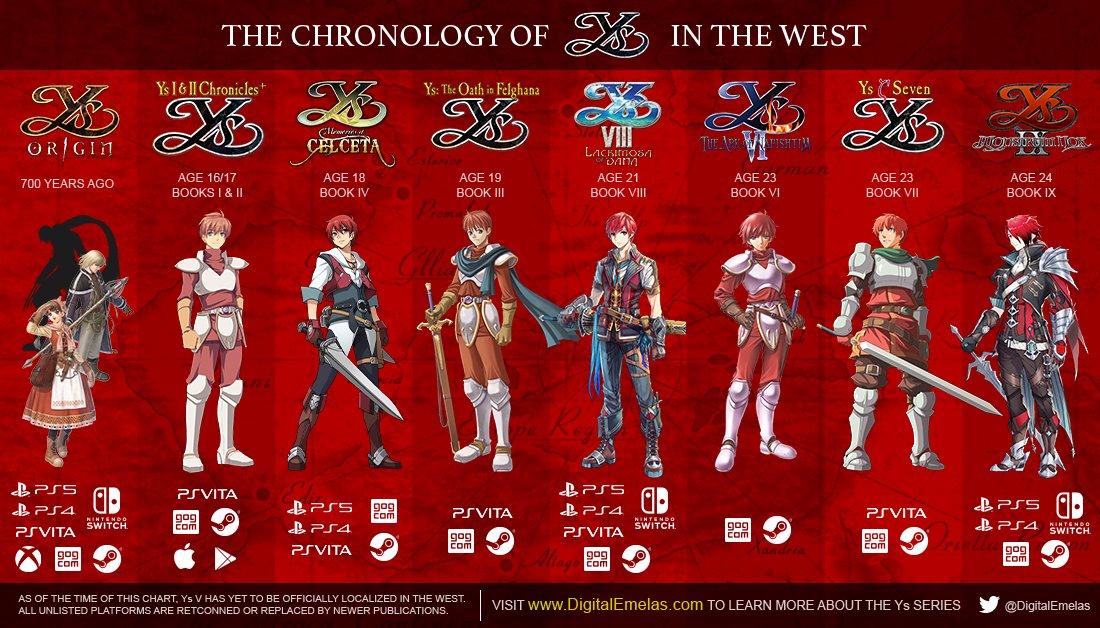 THE CHRONOLOGY OF Ys IN THE WEST
Ys
ORIGIN
700 YEARS AGO
Ys I & II Chronicles+
Ys
AGE 16/17
BOOKS I & II
Ys
Memories of
CELCETA
AGE 18
BOOK IV
Ys: The Oath in Felghana
Ys
AGE 19
BOOK III
Ys
VIII
LACRIMOSA
OF DANA
AGE 21
BOOK VIII
Ys
VI
THE ARK OF NAPISHTIM
AGE 23
BOOK VI
Ys Seven
Ys
AGE 23
BOOK VII
Ys
IX
MONSTRUM NOX
AGE 24
BOOK IX
PS5
PS4
NINTENDO
SWITCH
PSVITA
GOG
COM
PSVITA
GOG
COM
PS5
PS4
PSVITA
GOG
COM
PSVITA
GOG
COM
PS5
PS4
NINTENDO
SWITCH
PSVITA
GOG
COM
GOG
COM
PSVITA
GOG
COM
PS5
PS4
NINTENDO
SWITCH
GOG
COM
AS OF THE TIME OF THIS CHART, Ys V HAS YET TO BE OFFICIALLY LOCALIZED IN THE WEST.
ALL UNLISTED PLATFORMS ARE RETCONNED OR REPLACED BY NEWER PUBLICATIONS.
VISIT www.DigitalEmelas.com TO LEARN MORE ABOUT THE Ys SERIES
@DigitalEmelas